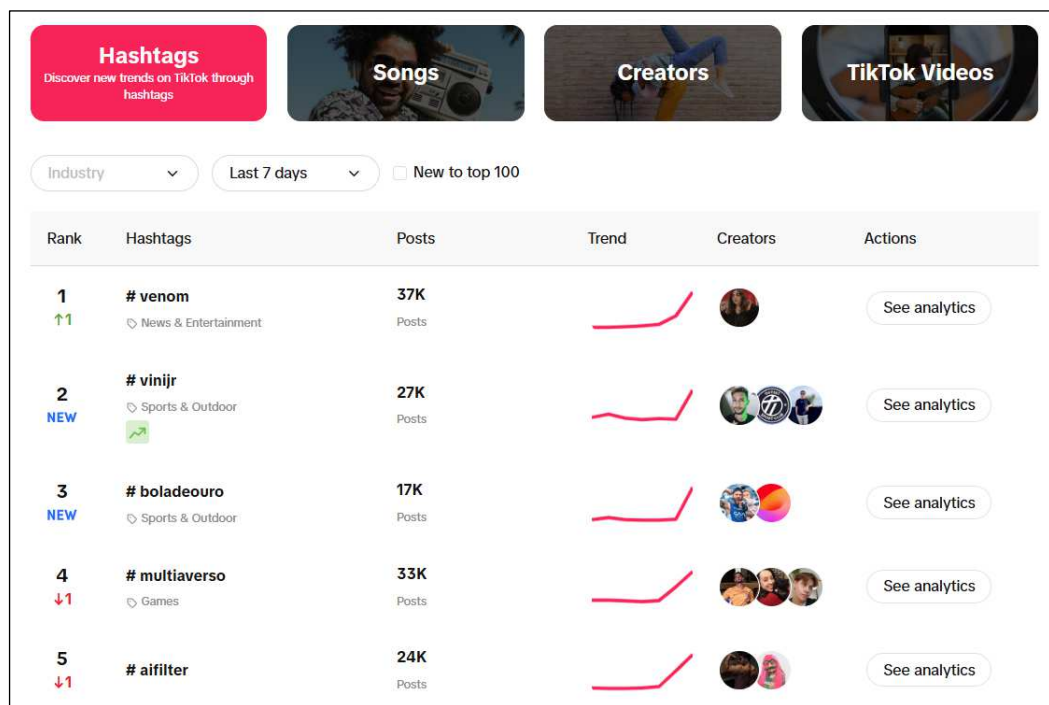 Hashtags
Discover new trends on TikTok through
hashtags
Songs
Creators
TikTok Videos
Industry
Last 7 days
New to top 100
Rank Hashtags Posts Trend Creators Actions
1
↑1
# venom
News & Entertainment
37K
Posts
See analytics
2
NEW
# vinijr
Sports & Outdoor
27K
Posts
See analytics
3
NEW
# boladeouro
Sports & Outdoor
17K
Posts
See analytics
4
↓1
# multiaverso
Games
33K
Posts
See analytics
5
↓1
# aifilter
24K
Posts
See analytics